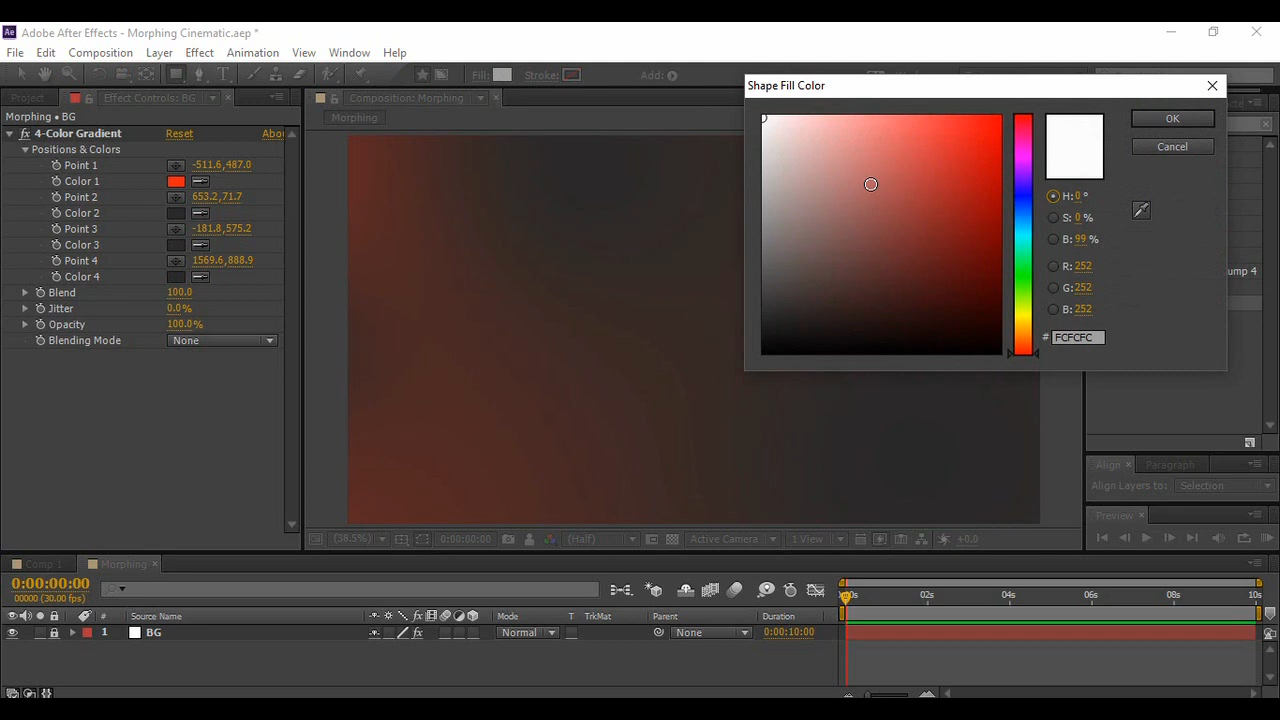 Ae Adobe After Effects - Morphing Cinematic.aep *
File Edit Composition Layer Effect Animation View Window Help
Fill: Stroke: Add:
Project Effect Controls: BG
Composition: Morphing
Morphing • BG
Morphing
fx 4-Color Gradient Reset Abou
Positions & Colors
Point 1 -511.6,487.0
Color 1
Point 2 653.2,71.7
Color 2
Point 3 -181.8,575.2
Color 3
Point 4 1569.6,888.9
Color 4
Blend 100.0
Jitter 0.0%
Opacity 100.0%
Blending Mode None
Shape Fill Color
OK
Cancel
H: 0 °
S: 0 %
B: 99 %
R: 252
G: 252
B: 252
# FCFCFC
ump 4
Align Paragraph
Align Layers to: Selection
Preview
(38.5%) 0:00:00:00 (Half) Active Camera 1 View +0.0
Comp 1 Morphing
0:00:00:00
00000 (30.00 fps)
02s 04s 06s 08s 10s
# Source Name fx Mode T TrkMat Parent Duration
1 BG fx Normal None 0:00:10:00